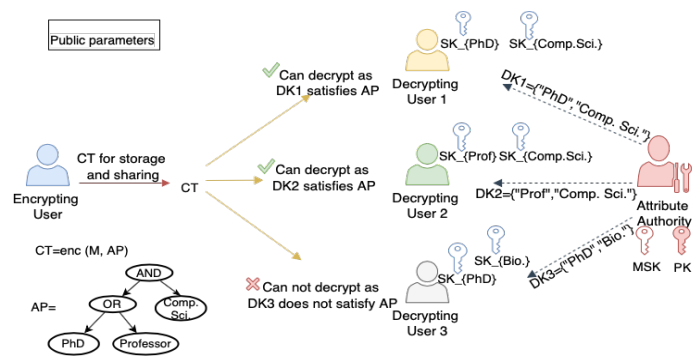 Public parameters
SK_{PhD}
SK_{Comp.Sci.}
Can decrypt as
DK1 satisfies AP
Decrypting
User 1
DK1={"PhD","Comp. Sci."}
CT for storage
and sharing
Encrypting
User
CT
Can decrypt as
DK2 satisfies AP
SK_{Prof}
SK_{Comp.Sci.}
Decrypting
User 2
DK2={"Prof","Comp. Sci."}
Attribute
Authority
MSK
PK
Can not decrypt as
DK3 does not satisfy AP
SK_{Bio.}
SK_{PhD}
Decrypting
User 3
DK3={"PhD","Bio."}
CT=enc (M, AP)
AP=
AND
OR
Comp.
Sci.
PhD
Professor